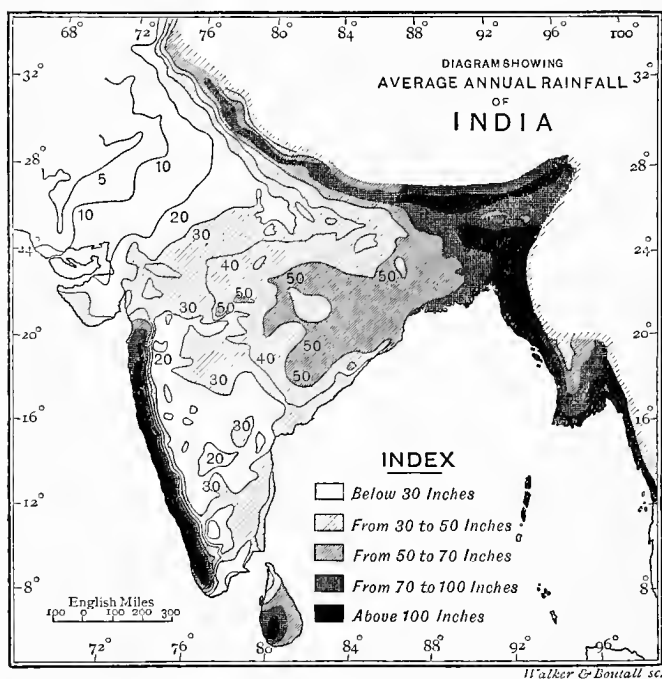 68° 72° 76° 80° 84° 88° 92° 96° 100°
DIAGRAM SHOWING
AVERAGE ANNUAL RAINFALL
OF
INDIA
32° 32°
28° 28°
24° 24°
20° 20°
16° 16°
12° 12°
8° 8°
5
10
10
20
30
40
50
50
50
50
30
20
40
50
30
50
30
20
30
INDEX
Below 30 Inches
From 30 to 50 Inches
From 50 to 70 Inches
From 70 to 100 Inches
Above 100 Inches
English Miles
100 0 100 200 300
72° 76° 80° 84° 88° 92° 96°
Walker & Boutall sc.